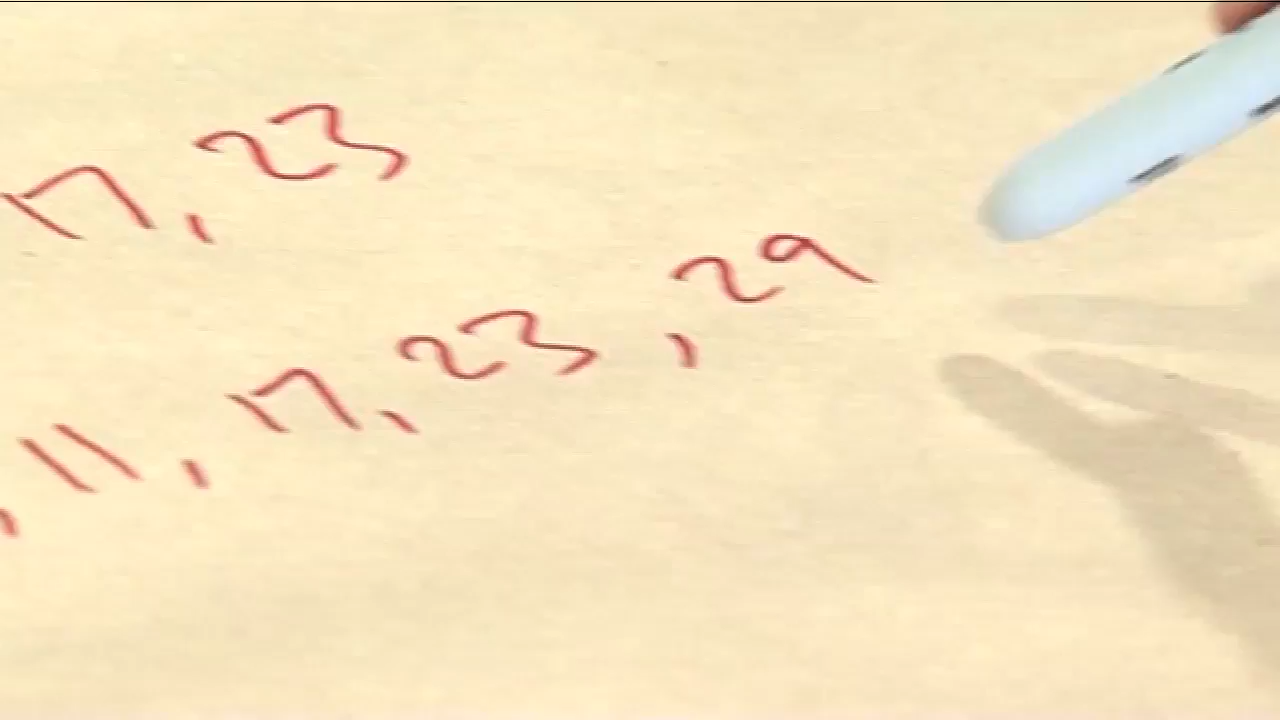 17, 23
, 11, 17, 23, 29